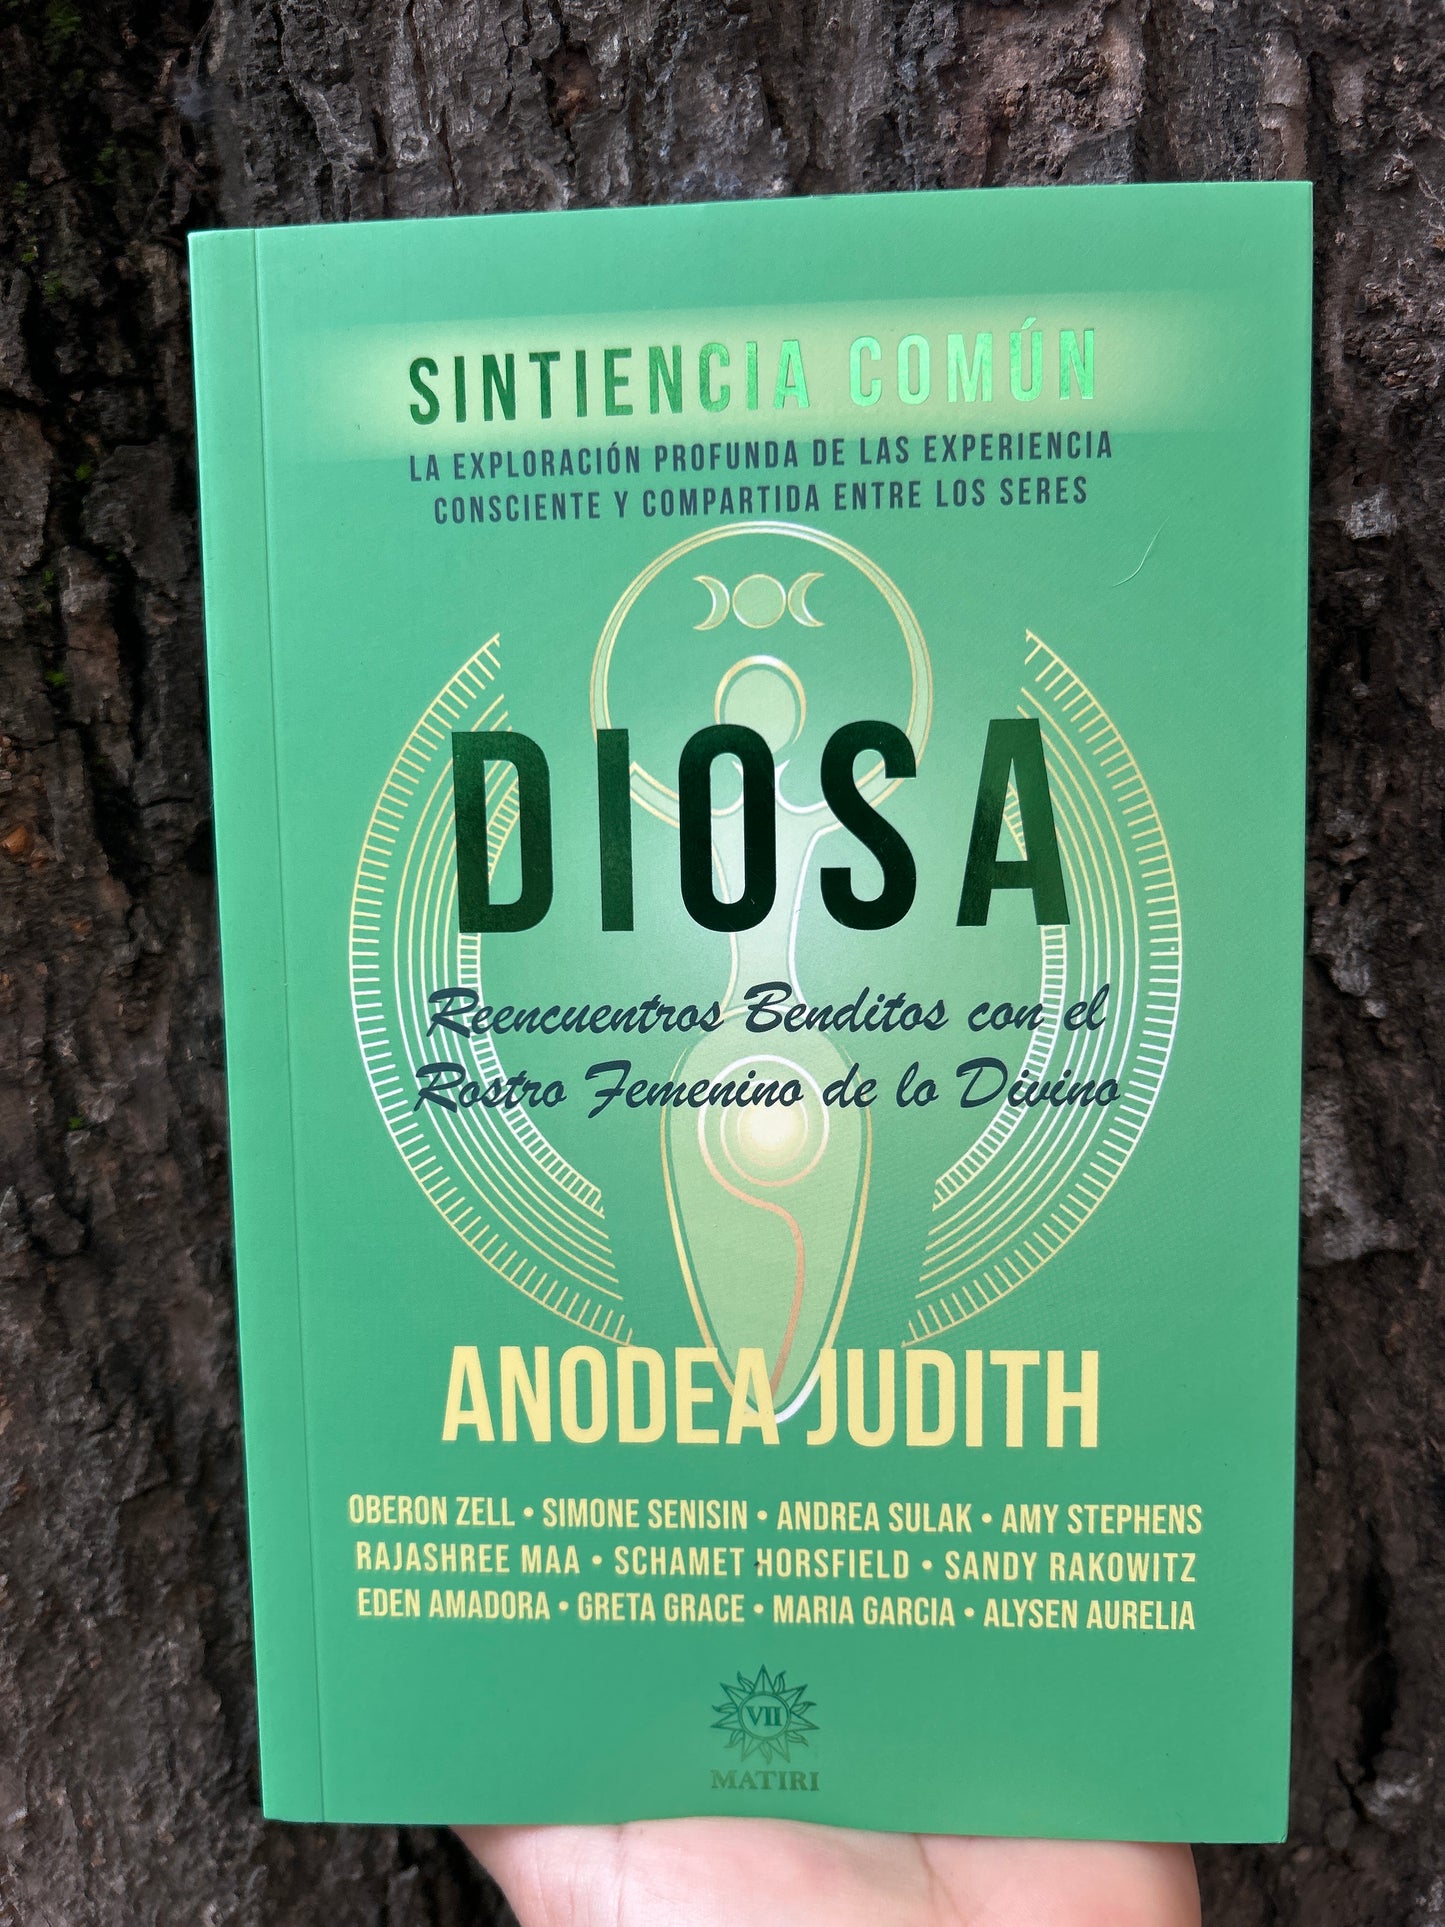 SINTIENCIA COMÚN
LA EXPLORACIÓN PROFUNDA DE LAS EXPERIENCIA
CONSCIENTE Y COMPARTIDA ENTRE LOS SERES
DIOSA
Reencuentros Benditos con el
Rostro Femenino de lo Divino
ANODEA JUDITH
OBERON ZELL • SIMONE SENISIN • ANDREA SULAK • AMY STEPHENS
RAJASHREE MAA • SCHAMET HORSFIELD • SANDY RAKOWITZ
EDEN AMADORA • GRETA GRACE • MARIA GARCIA • ALYSEN AURELIA
VII
MATIRI